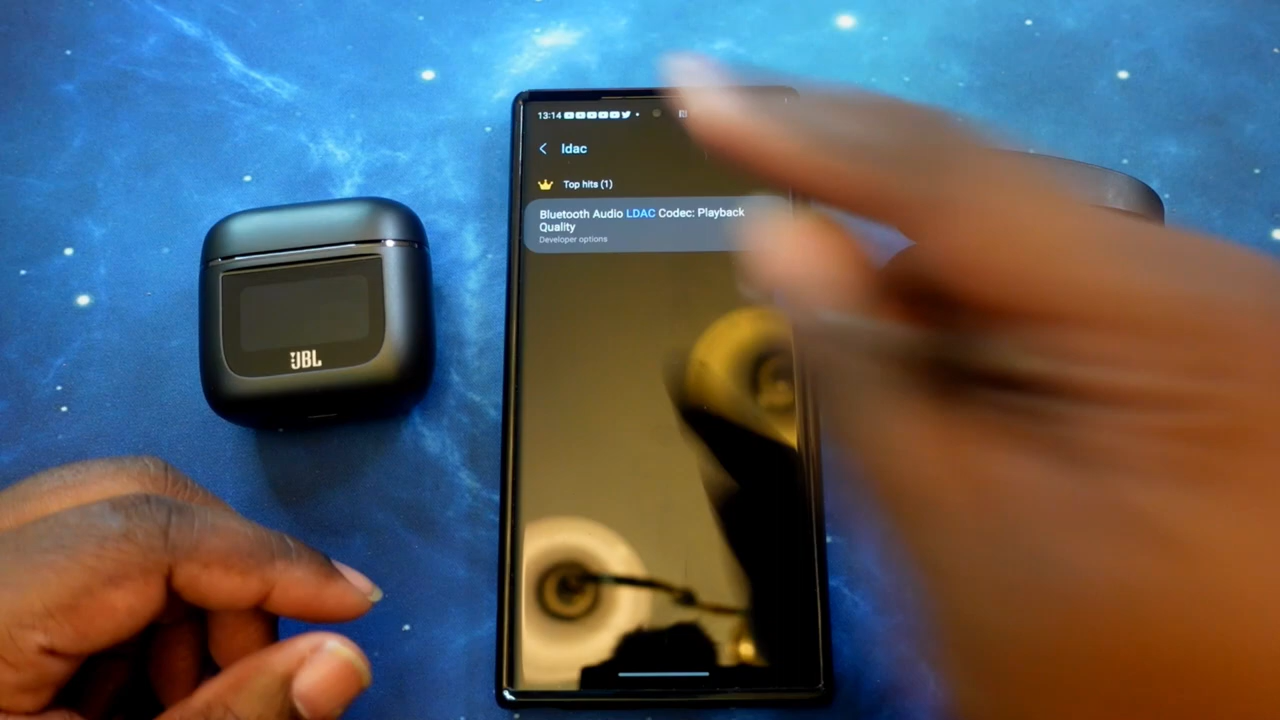 13:14
ldac
Top hits (1)
Bluetooth Audio LDAC Codec: Playback
Quality
Developer options
JBL